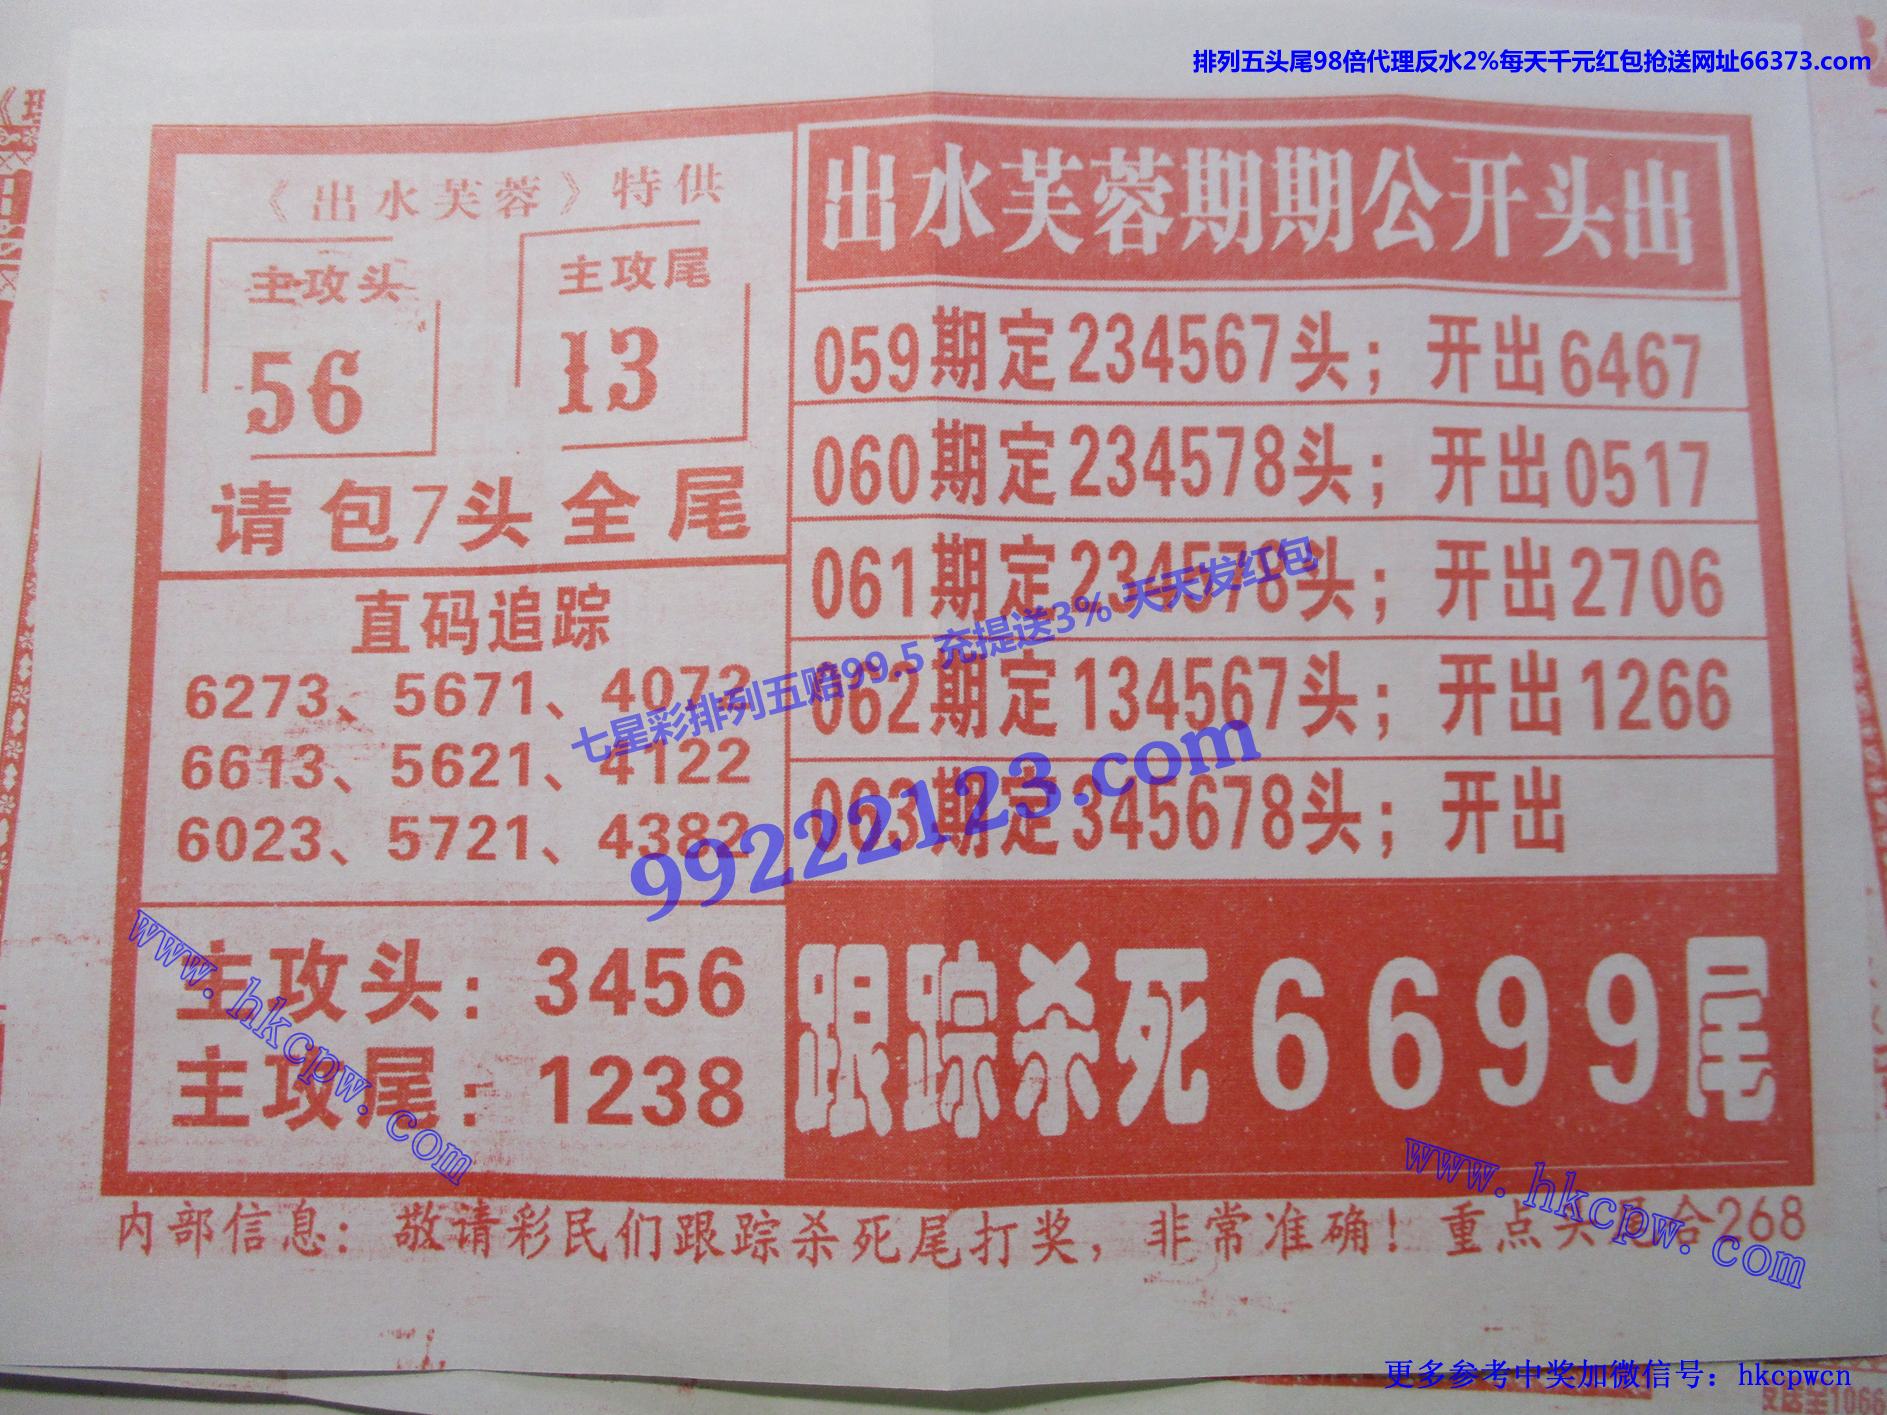 排列五头尾98倍代理反水2%每天千元红包抢送网址66373.com
《出水芙蓉》特供
主攻头
56
主攻尾
13
请包7头全尾
直码追踪
6273、5671、4072
6613、5621、4122
6023、5721、4382
主攻头：3456
主攻尾：1238
出水芙蓉期期公开头出
059期定234567头；开出6467
060期定234578头；开出0517
061期定234578头；开出2706
062期定134567头；开出1266
063期定345678头；开出
跟踪杀死6699尾
内部信息：敬请彩民们跟踪杀死尾打奖，非常准确！重点头尾合268
七星彩排列五赔99.5 充提送3% 天天发红包
99222123.com
www.hkcpw.com
www.hkcpw.com
更多参考中奖加微信号：hkcpwcn